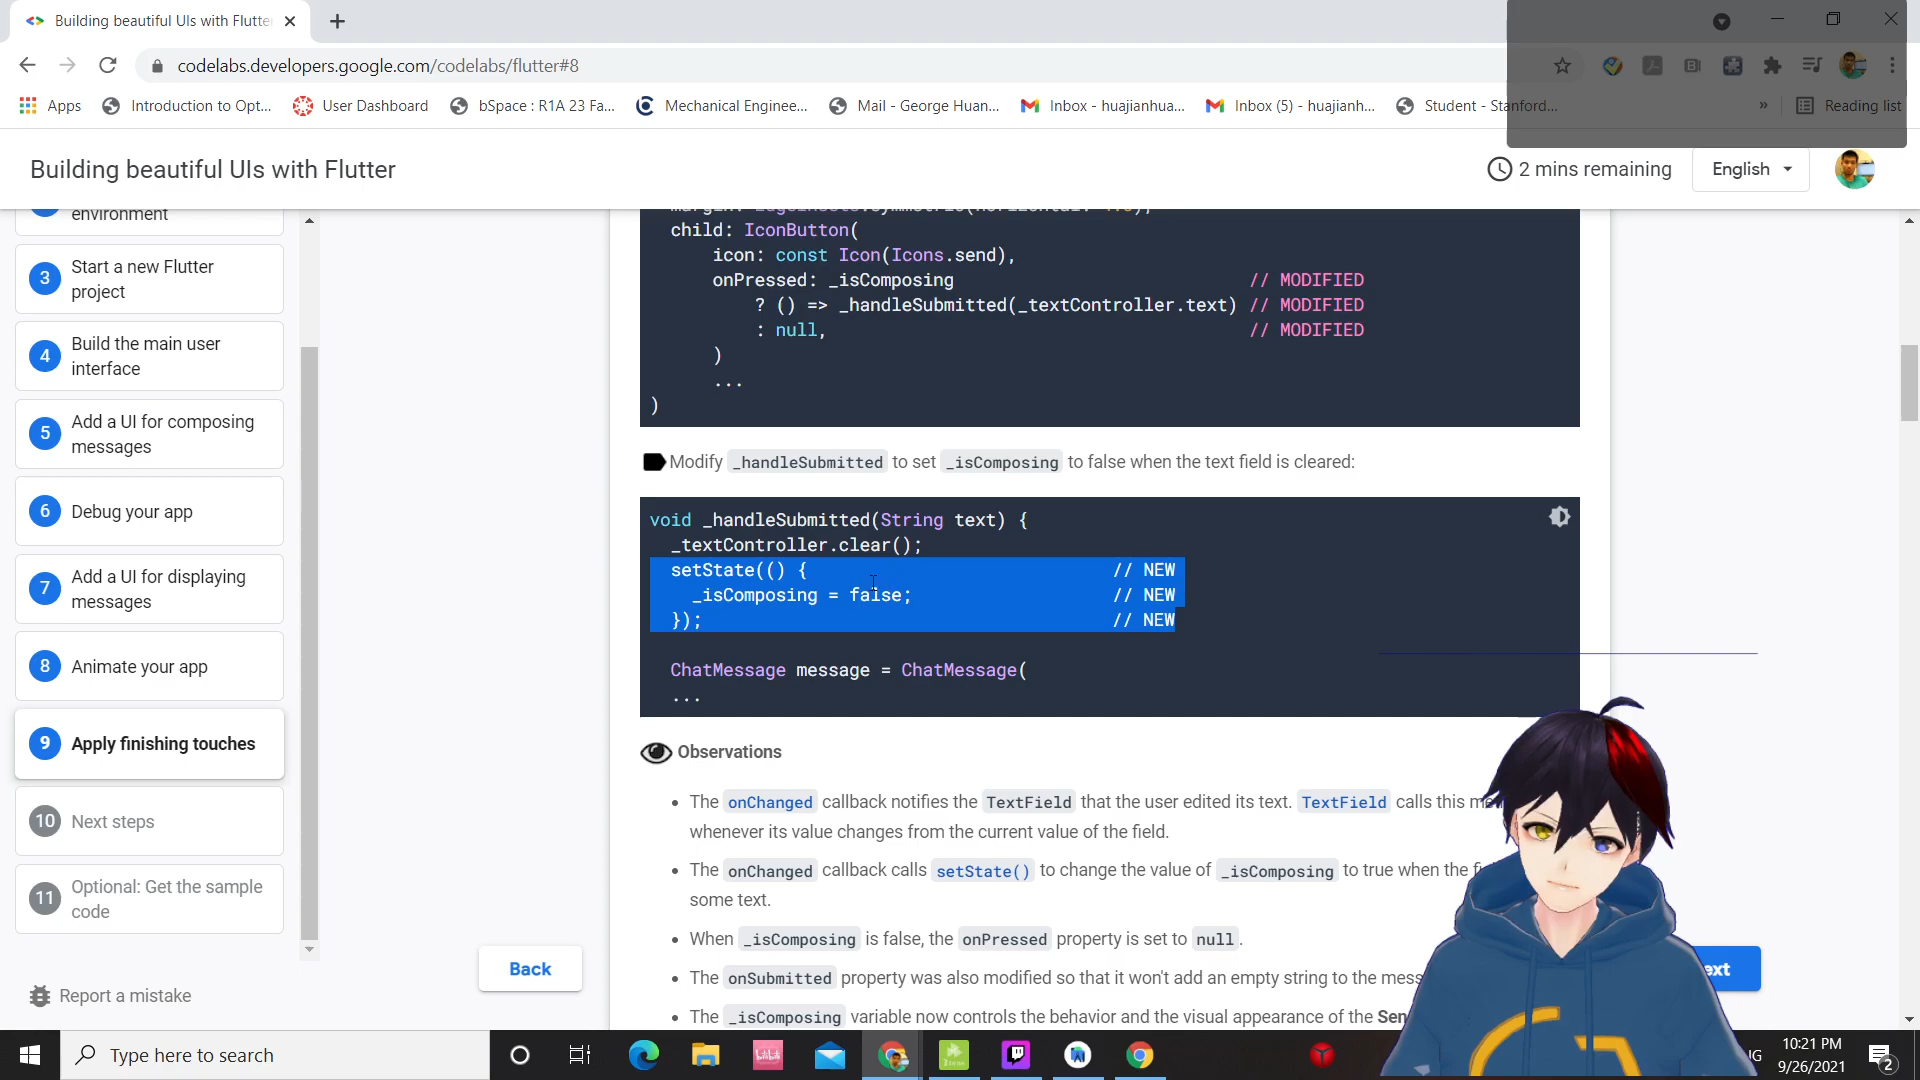 Building beautiful UIs with Flutte
codelabs.developers.google.com/codelabs/flutter#8
Apps
Introduction to Opt...
User Dashboard
bSpace : R1A 23 Fa...
Mechanical Enginee...
Mail - George Huan...
Inbox - huajianhua...
Inbox (5) - huajianh...
Student - Stanford...
»
Reading list
Building beautiful UIs with Flutter
2 mins remaining
English
environment
3
Start a new Flutter
project
4
Build the main user
interface
5
Add a UI for composing
messages
6
Debug your app
7
Add a UI for displaying
messages
8
Animate your app
9
Apply finishing touches
10
Next steps
11
Optional: Get the sample
code
Report a mistake
child: IconButton(
icon: const Icon(Icons.send),
onPressed: _isComposing // MODIFIED
? () => _handleSubmitted(_textController.text) // MODIFIED
: null, // MODIFIED
)
...
)
Modify _handleSubmitted to set _isComposing to false when the text field is cleared:
void _handleSubmitted(String text) {
_textController.clear();
setState(() { // NEW
_isComposing = false; // NEW
}); // NEW
ChatMessage message = ChatMessage(
...
Observations
• The onChanged callback notifies the TextField that the user edited its text. TextField calls this me
whenever its value changes from the current value of the field.
• The onChanged callback calls setState() to change the value of _isComposing to true when the fi
some text.
• When _isComposing is false, the onPressed property is set to null.
• The onSubmitted property was also modified so that it won't add an empty string to the mess
• The _isComposing variable now controls the behavior and the visual appearance of the Sen
Back
ext
Type here to search
IG
10:21 PM
9/26/2021
2